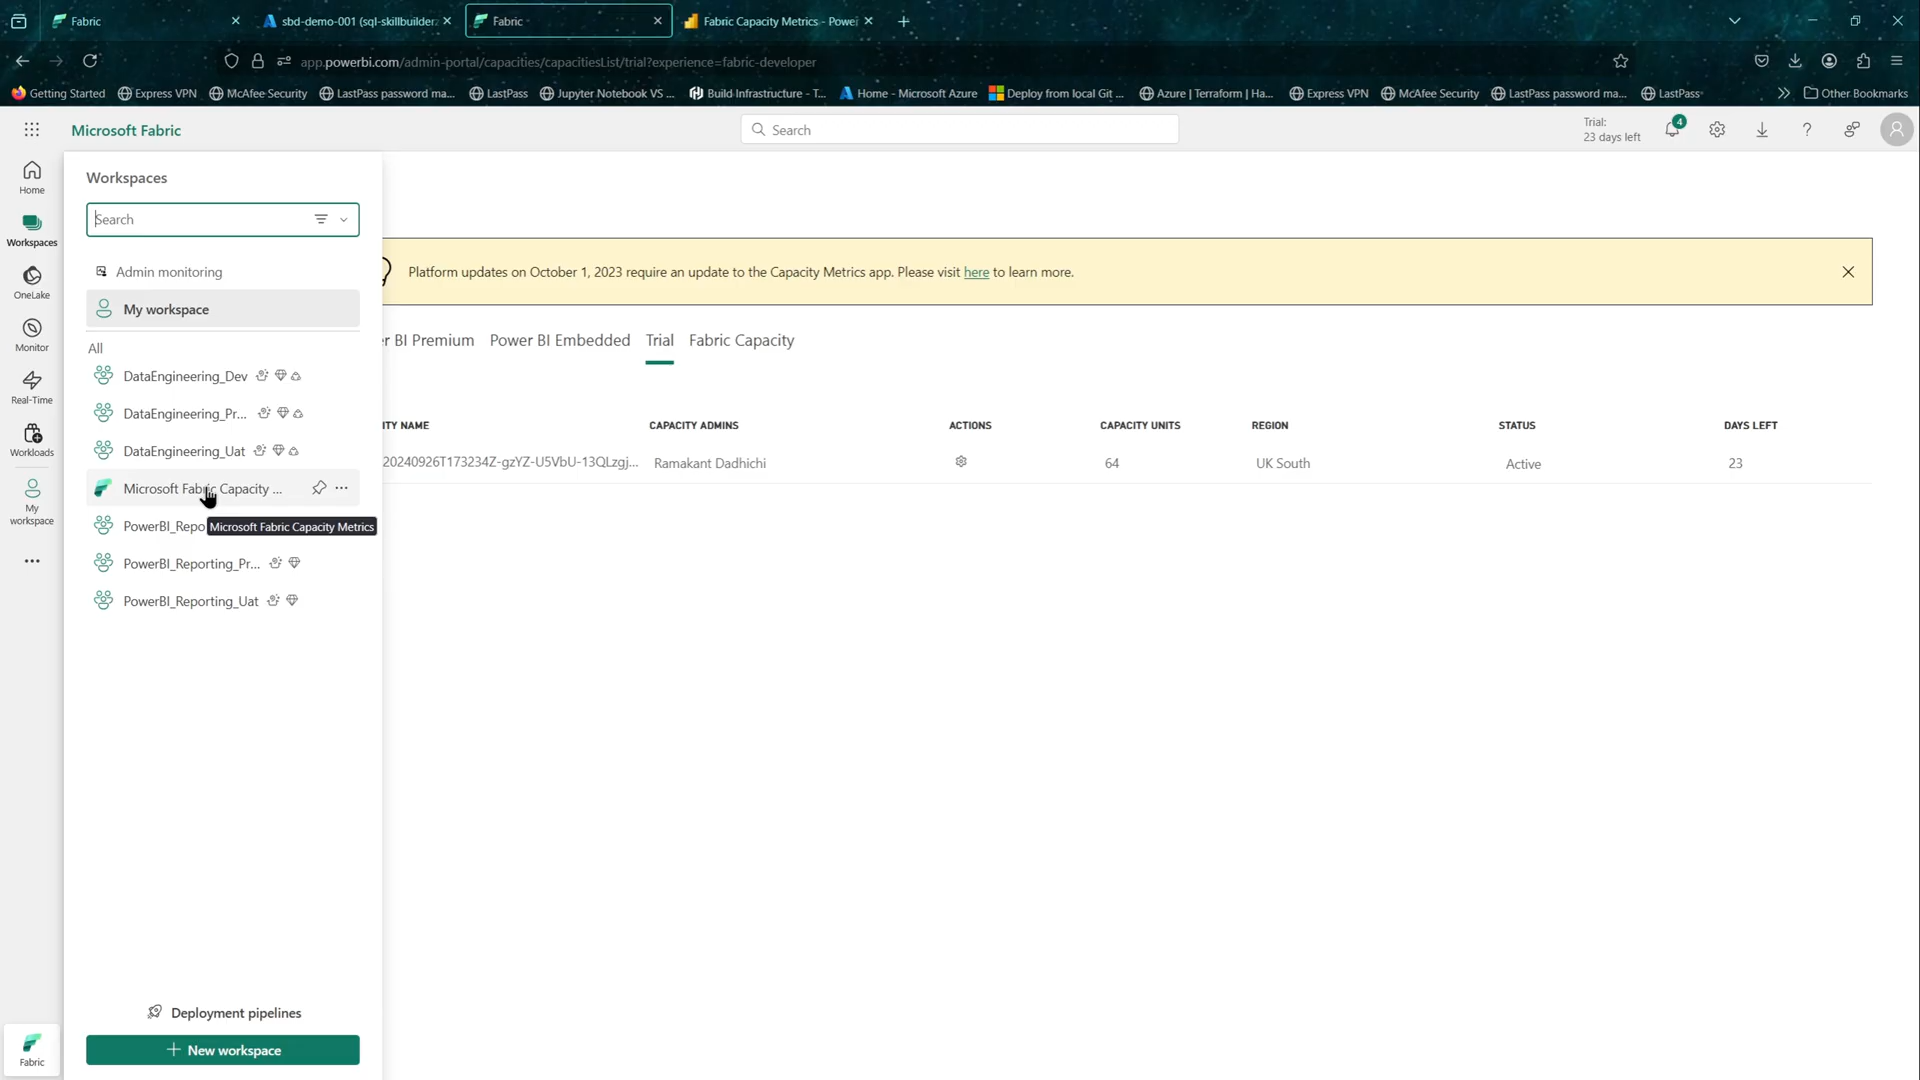 Fabric
sbd-demo-001 (sql-skillbuilder
Fabric
Fabric Capacity Metrics - Powe
app.powerbi.com/admin-portal/capacities/capacitiesList/trial?experience=fabric-developer
Getting Started
Express VPN
McAfee Security
LastPass password ma...
LastPass
Jupyter Notebook VS ...
Build Infrastructure - T...
Home - Microsoft Azure
Deploy from local Git ...
Azure | Terraform | Ha...
Express VPN
McAfee Security
LastPass password ma...
LastPass
Other Bookmarks
Microsoft Fabric
Search
Trial:
23 days left
4
Home
Workspaces
OneLake
Monitor
Real-Time
Workloads
My
workspace
Fabric
Workspaces
Search
Admin monitoring
My workspace
All
DataEngineering_Dev
DataEngineering_Pr...
DataEngineering_Uat
Microsoft Fabric Capacity ...
PowerBI_Repo
Microsoft Fabric Capacity Metrics
PowerBI_Reporting_Pr...
PowerBI_Reporting_Uat
Deployment pipelines
New workspace
Platform updates on October 1, 2023 require an update to the Capacity Metrics app. Please visit here to learn more.
er BI Premium
Power BI Embedded
Trial
Fabric Capacity
ITY NAME
CAPACITY ADMINS
ACTIONS
CAPACITY UNITS
REGION
STATUS
DAYS LEFT
20240926T173234Z-gzYZ-U5VbU-13QLzgj...
Ramakant Dadhichi
64
UK South
Active
23